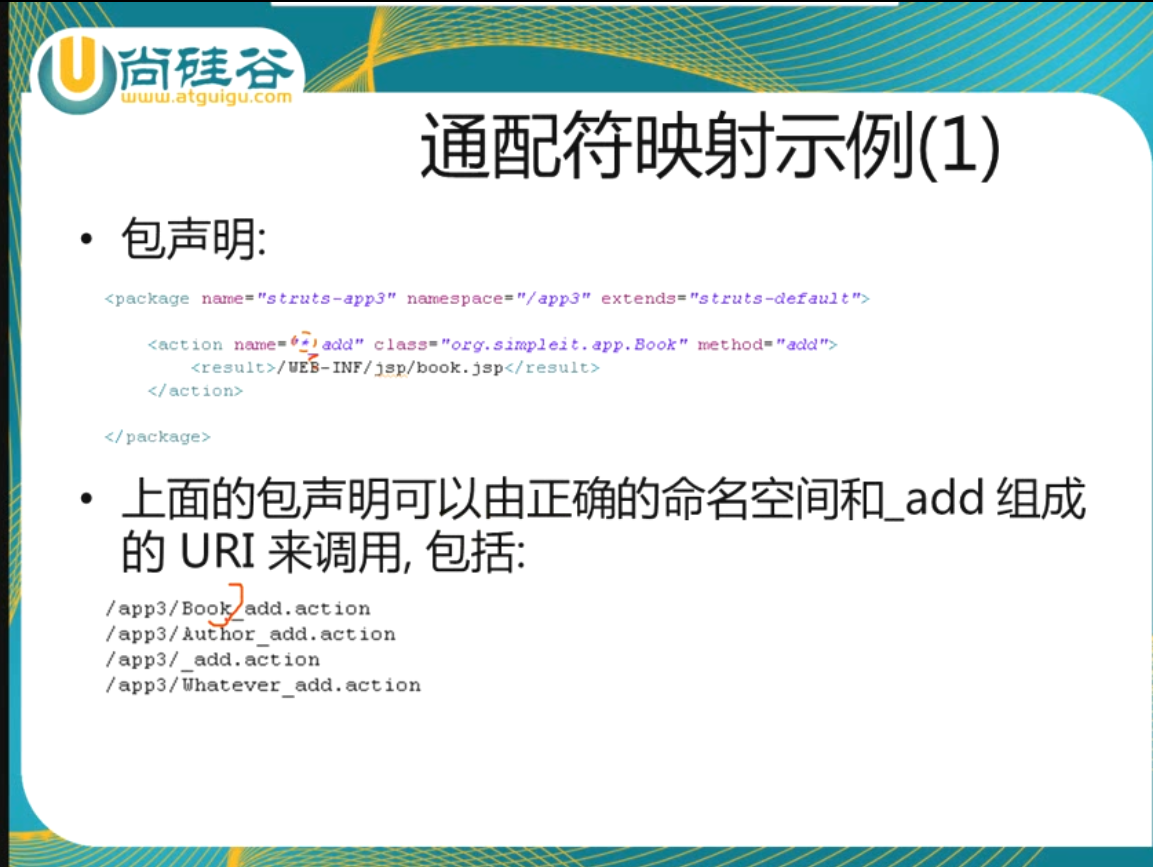 尚硅谷
www.atguigu.com
通配符映射示例(1)
• 包声明:
<package name="struts-app3" namespace="/app3" extends="struts-default">
<action name="*_add" class="org.simpleit.app.Book" method="add">
<result>/WEB-INF/jsp/book.jsp</result>
</action>
</package>
• 上面的包声明可以由正确的命名空间和_add 组成
的 URI 来调用, 包括:
/app3/Book_add.action
/app3/Author_add.action
/app3/_add.action
/app3/Whatever_add.action